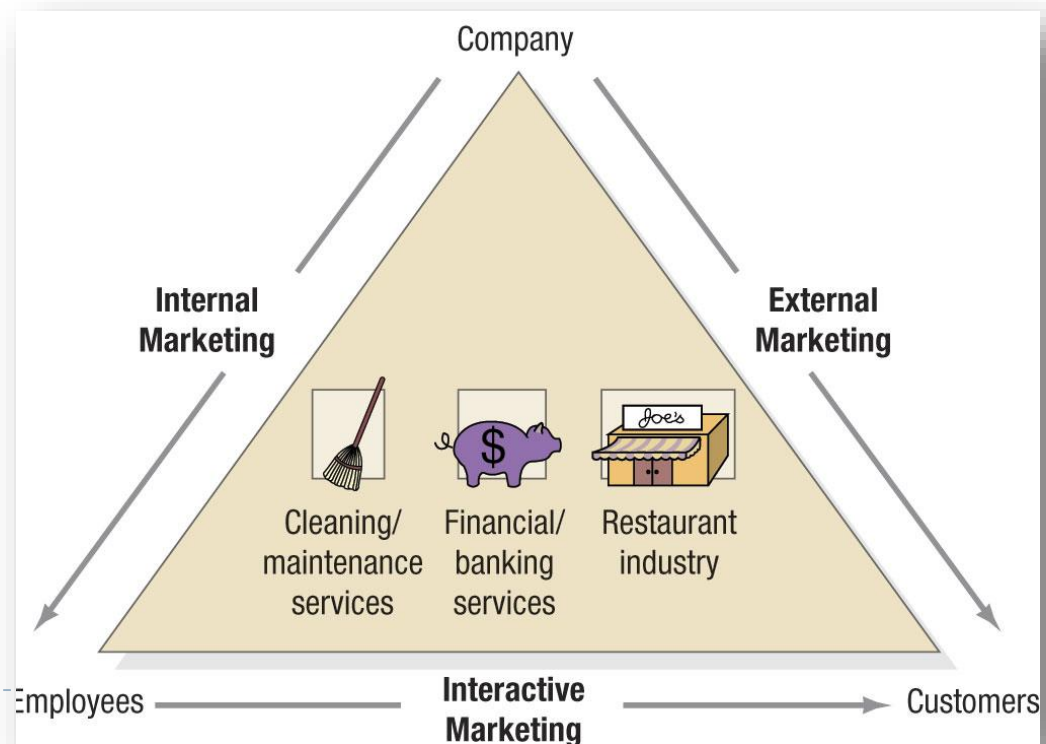 Company
Internal
Marketing
External
Marketing
Joe's
$
Cleaning/
maintenance
services
Financial/
banking
services
Restaurant
industry
Employees
Interactive
Marketing
Customers